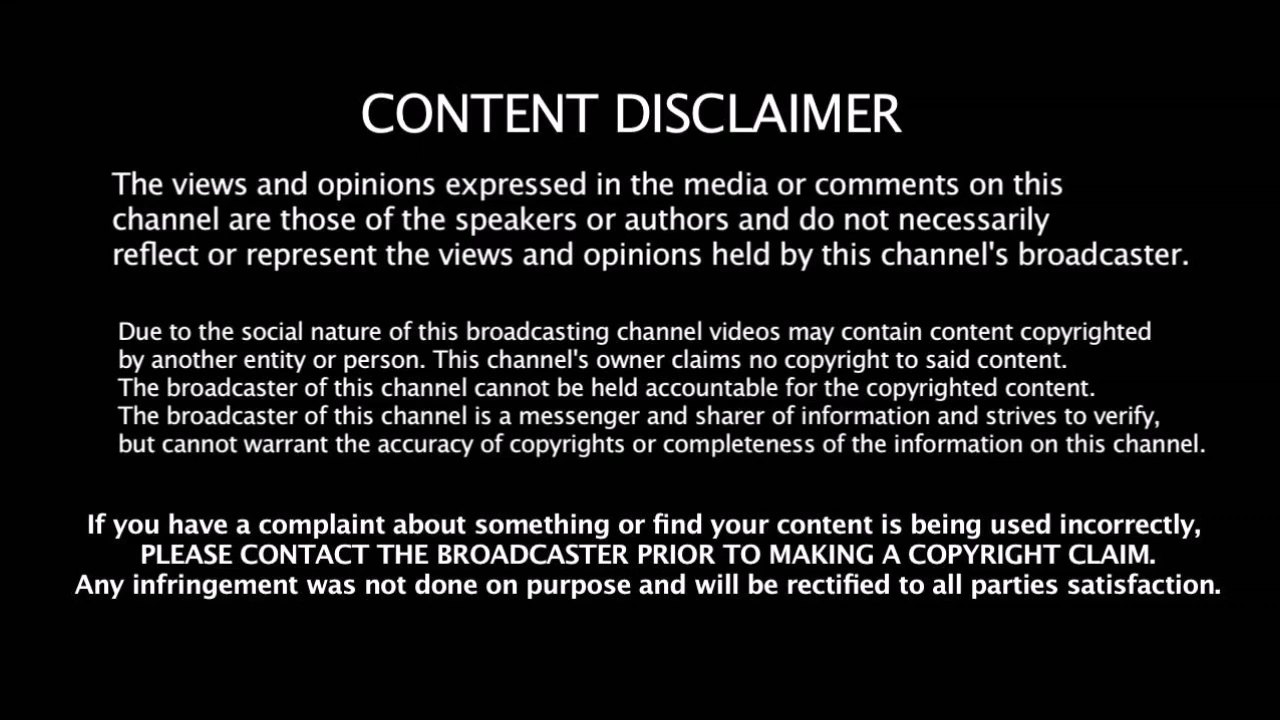 CONTENT DISCLAIMER
The views and opinions expressed in the media or comments on this
channel are those of the speakers or authors and do not necessarily
reflect or represent the views and opinions held by this channel's broadcaster.
Due to the social nature of this broadcasting channel videos may contain content copyrighted
by another entity or person. This channel's owner claims no copyright to said content.
The broadcaster of this channel cannot be held accountable for the copyrighted content.
The broadcaster of this channel is a messenger and sharer of information and strives to verify,
but cannot warrant the accuracy of copyrights or completeness of the information on this channel.
If you have a complaint about something or find your content is being used incorrectly,
PLEASE CONTACT THE BROADCASTER PRIOR TO MAKING A COPYRIGHT CLAIM.
Any infringement was not done on purpose and will be rectified to all parties satisfaction.